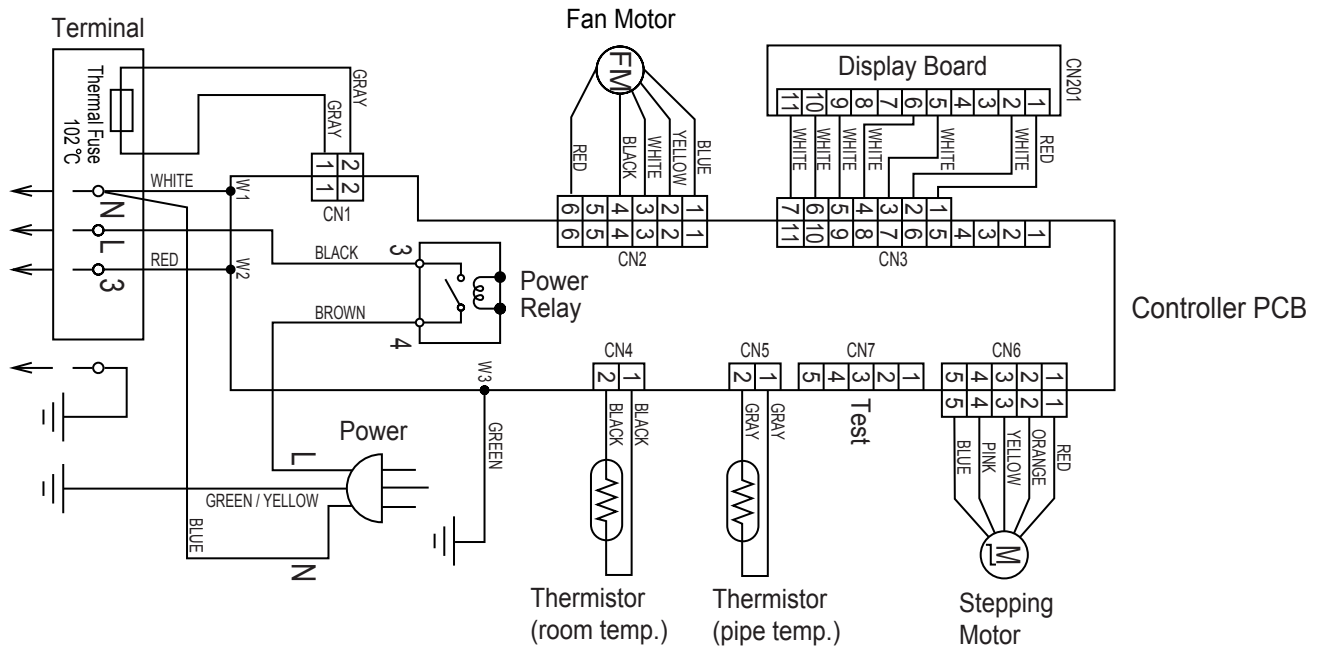 Terminal
Thermal Fuse
102 °C
GRAY
GRAY
1 2
1 2
CN1
WHITE
N
L
RED
3
W1
W2
BLACK
BROWN
3
4
Power
Relay
Fan Motor
FM
RED
BLACK
WHITE
YELLOW
BLUE
6 5 4 3 2 1
6 5 4 3 2 1
CN2
Display Board
CN201
11 10 9 8 7 6 5 4 3 2 1
WHITE
WHITE
WHITE
WHITE
WHITE
WHITE
RED
7 6 5 4 3 2 1
11 10 9 8 7 6 5 4 3 2 1
CN3
Controller PCB
W3
GREEN
Power
L
GREEN / YELLOW
BLUE
N
CN4
2 1
BLACK
BLACK
Thermistor
(room temp.)
CN5
2 1
GRAY
GRAY
Thermistor
(pipe temp.)
CN7
5 4 3 2 1
Test
CN6
5 4 3 2 1
5 4 3 2 1
BLUE
PINK
YELLOW
ORANGE
RED
M
Stepping
Motor